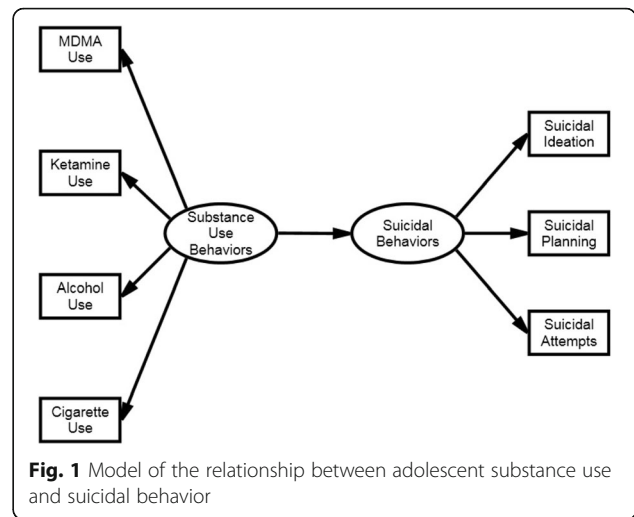 MDMA
Use
Ketamine
Use
Alcohol
Use
Cigarette
Use
Substance
Use
Behaviors
Suicidal
Behaviors
Suicidal
Ideation
Suicidal
Planning
Suicidal
Attempts
Fig. 1 Model of the relationship between adolescent substance use
and suicidal behavior